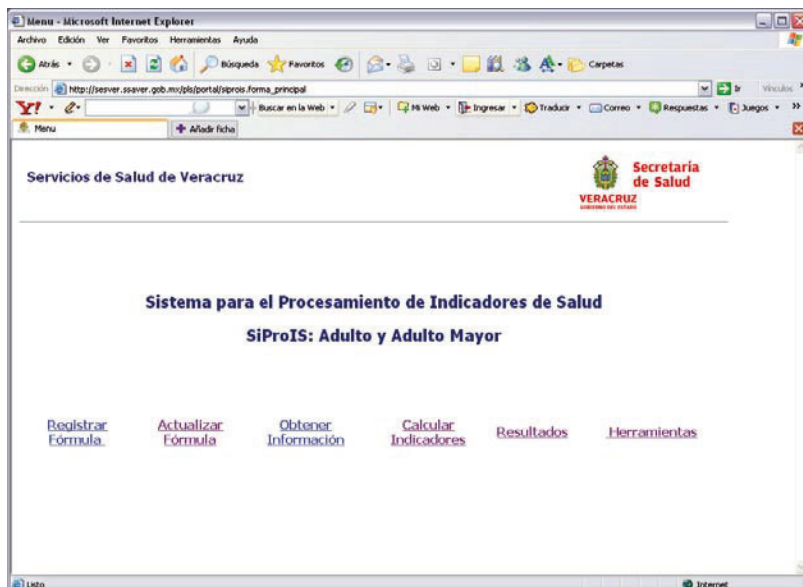 Menu - Microsoft Internet Explorer
Archivo Edición Ver Favoritos Herramientas Ayuda
Atrás Búsqueda Favoritos Carpetas
Dirección http://sesver.ssaver.gob.mx/pls/portal/siprois.forma_principal Ir Vínculos
Y! Buscar en la Web Mi Web Ingresar Traducir Correo Respuestas Juegos
Menu Añadir ficha
Servicios de Salud de Veracruz
Secretaría
de Salud
VERACRUZ
GOBIERNO DEL ESTADO
Sistema para el Procesamiento de Indicadores de Salud
SiProIS: Adulto y Adulto Mayor
Registrar Fórmula
Actualizar Fórmula
Obtener Información
Calcular Indicadores
Resultados
Herramientas
Listo Internet